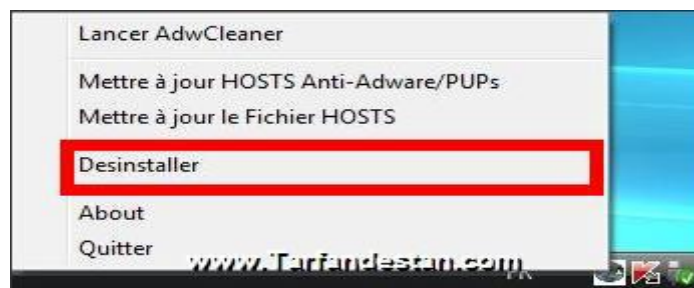 Lancer AdwCleaner
Mettre à jour HOSTS Anti-Adware/PUPs
Mettre à jour le Fichier HOSTS
Desinstaller
About
Quitter
www.Tarfandestan.com
FR